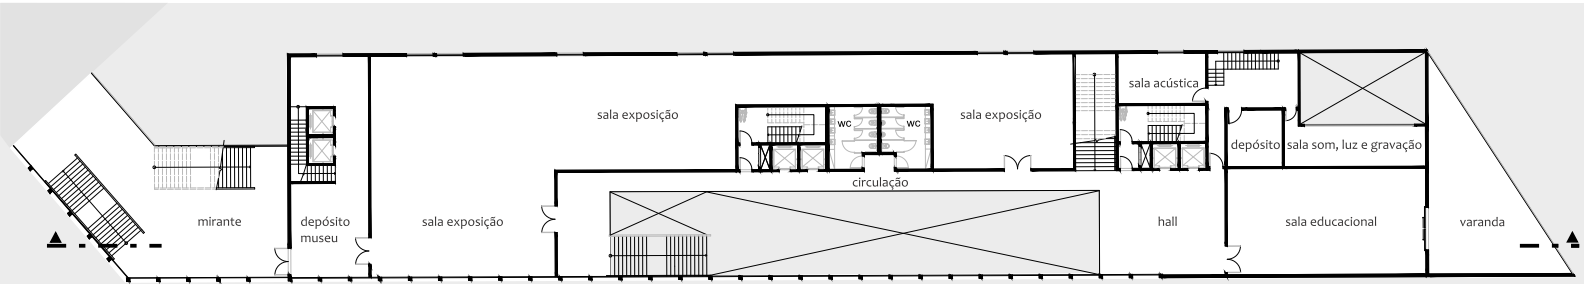 sala acústica
sala exposição
sala exposição
wc
wc
depósito
sala som, luz e gravação
circulação
mirante
depósito
museu
sala exposição
hall
sala educacional
varanda